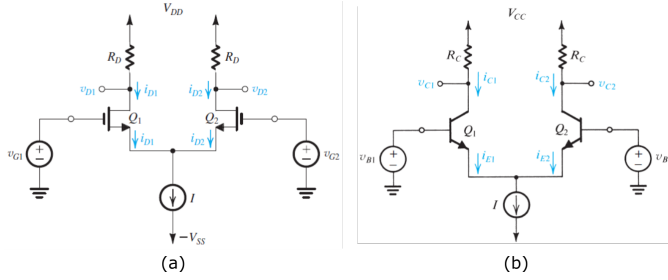 V_DD
R_D R_D
v_D1 i_D1 i_D2 v_D2
Q_1 Q_2
v_G1 i_D1 i_D2 v_G2
I
−V_SS
(a)
V_CC
R_C R_C
v_C1 i_C1 i_C2 v_C2
Q_1 Q_2
v_B1 i_E1 i_E2 v_B
I
(b)